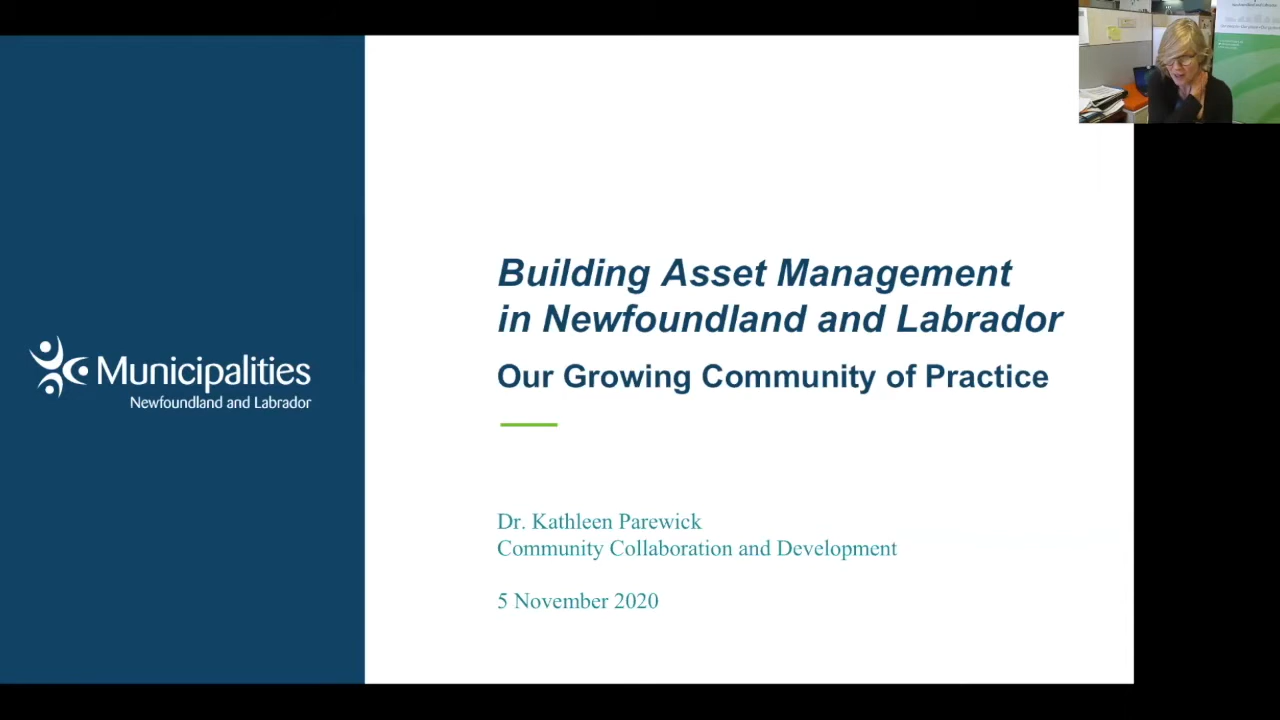 Building Asset Management
in Newfoundland and Labrador
Our Growing Community of Practice
Municipalities
Newfoundland and Labrador
Dr. Kathleen Parewick
Community Collaboration and Development
5 November 2020